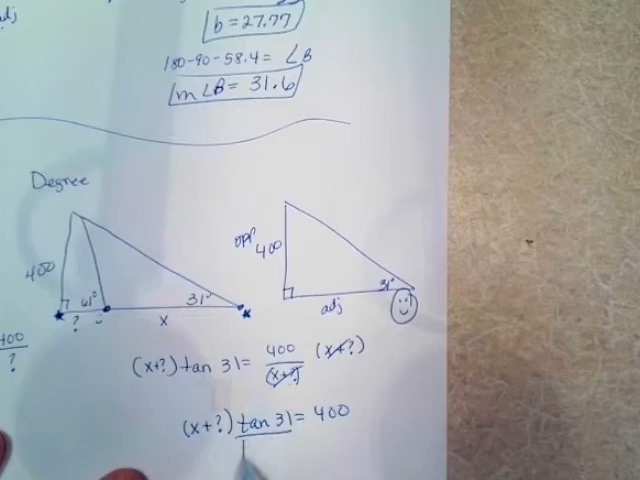 adj
b = 27.77
180-90-58.4 = ∠B
m∠B = 31.6
Degree
400
61°
31°
?
x
opp
400
31°
adj
400
?
(x+?) tan 31 = 400/(x+?) (x+?)
(x+?) tan 31 = 400